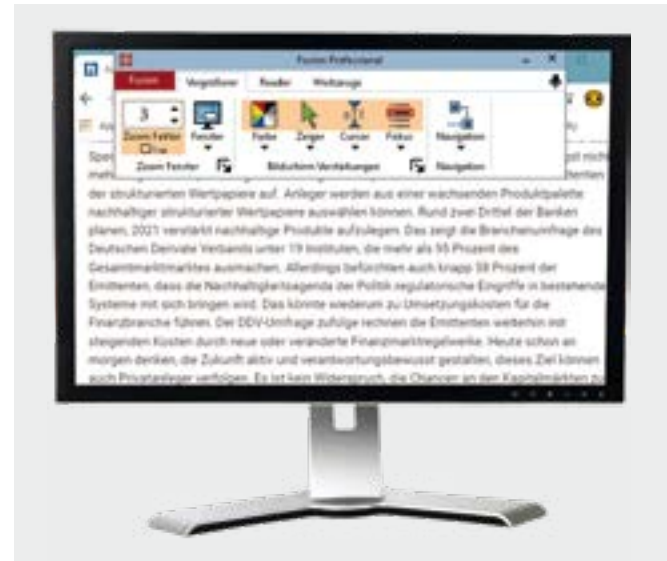 Fusion Professional
Fusion Vergrößerer Reader Werkzeuge
3
Zoom Faktor Fenster Farbe Zeiger Cursor Fokus Navigation
Zoom Fenster Bildschirm Verstärkungen Navigation
der strukturierten Wertpapiere auf. Anleger werden aus einer wachsenden Produktpalette
nachhaltiger strukturierter Wertpapiere auswählen können. Rund zwei Drittel der Banken
planen, 2021 verstärkt nachhaltige Produkte aufzulegen. Das zeigt die Branchenumfrage des
Deutschen Derivate Verbands unter 19 Instituten, die mehr als 95 Prozent des
Gesamtmarktmarktes ausmachen. Allerdings befürchten auch knapp 58 Prozent der
Emittenten, dass die Nachhaltigkeitsagenda der Politik regulatorische Eingriffe in bestehende
Systeme mit sich bringen wird. Das könnte wiederum zu Umsetzungskosten für die
Finanzbranche führen. Der DDV-Umfrage zufolge rechnen die Emittenten weiterhin mit
steigenden Kosten durch neue oder veränderte Finanzmarktregelwerke. Heute schon an
morgen denken, die Zukunft aktiv und verantwortungsbewusst gestalten, dieses Ziel können
auch Privatanleger verfolgen. Es ist kein Widerspruch, die Chancen an den Kapitalmärkten zu